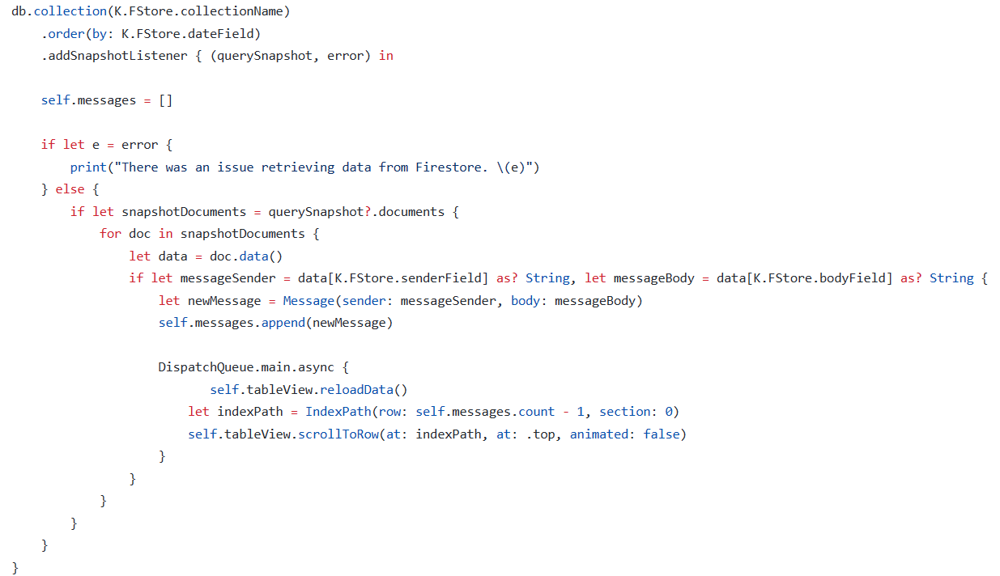 db.collection(K.FStore.collectionName)
    .order(by: K.FStore.dateField)
    .addSnapshotListener { (querySnapshot, error) in

    self.messages = []

    if let e = error {
        print("There was an issue retrieving data from Firestore. \(e)")
    } else {
        if let snapshotDocuments = querySnapshot?.documents {
            for doc in snapshotDocuments {
                let data = doc.data()
                if let messageSender = data[K.FStore.senderField] as? String, let messageBody = data[K.FStore.bodyField] as? String {
                    let newMessage = Message(sender: messageSender, body: messageBody)
                    self.messages.append(newMessage)

                    DispatchQueue.main.async {
                           self.tableView.reloadData()
                        let indexPath = IndexPath(row: self.messages.count - 1, section: 0)
                        self.tableView.scrollToRow(at: indexPath, at: .top, animated: false)
                    }
                }
            }
        }
    }
}